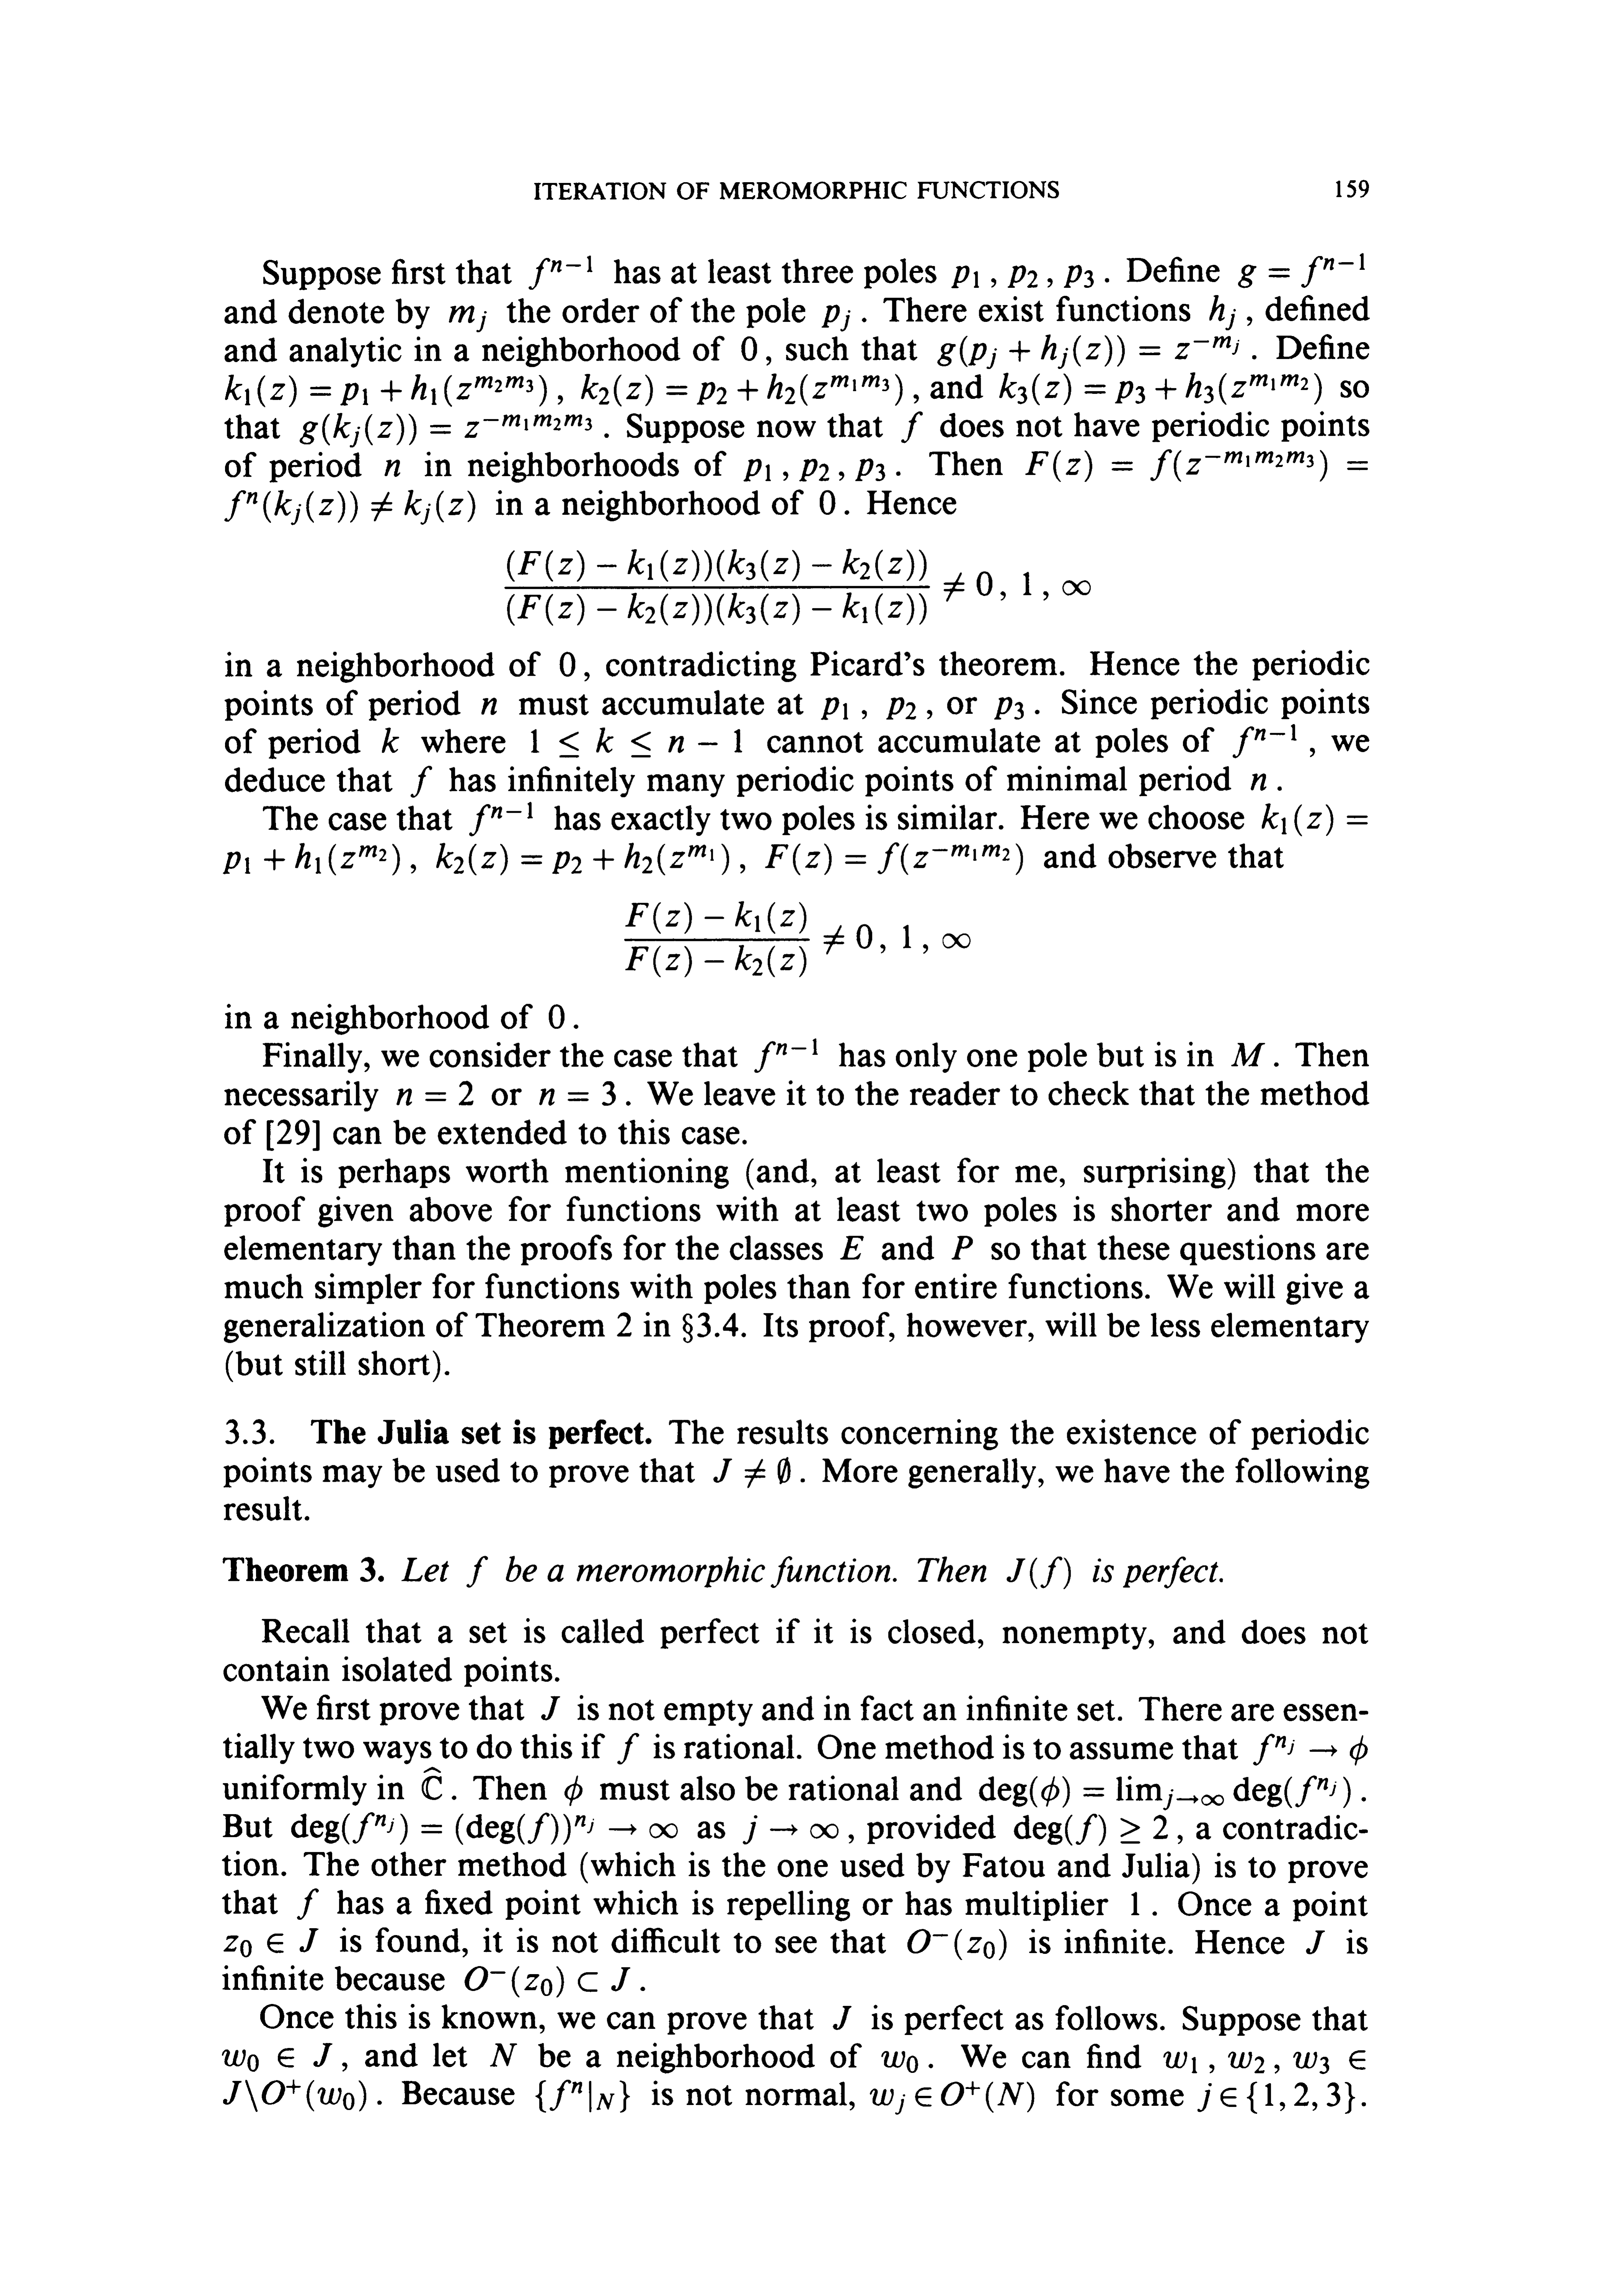 ITERATION OF MEROMORPHIC FUNCTIONS 159
Suppose first that $f^{n-1}$ has at least three poles $p_1, p_2, p_3$. Define $g = f^{n-1}$
and denote by $m_j$ the order of the pole $p_j$. There exist functions $h_j$, defined
and analytic in a neighborhood of $0$, such that $g(p_j + h_j(z)) = z^{-m_j}$. Define
$k_1(z) = p_1 + h_1(z^{m_2m_3})$, $k_2(z) = p_2 + h_2(z^{m_1m_3})$, and $k_3(z) = p_3 + h_3(z^{m_1m_2})$ so
that $g(k_j(z)) = z^{-m_1m_2m_3}$. Suppose now that $f$ does not have periodic points
of period $n$ in neighborhoods of $p_1, p_2, p_3$. Then $F(z) = f(z^{-m_1m_2m_3}) =$
$f^n(k_j(z)) \neq k_j(z)$ in a neighborhood of $0$. Hence
$$\frac{(F(z) - k_1(z))(k_3(z) - k_2(z))}{(F(z) - k_2(z))(k_3(z) - k_1(z))} \neq 0, 1, \infty$$
in a neighborhood of $0$, contradicting Picard's theorem. Hence the periodic
points of period $n$ must accumulate at $p_1$, $p_2$, or $p_3$. Since periodic points
of period $k$ where $1 \leq k \leq n - 1$ cannot accumulate at poles of $f^{n-1}$, we
deduce that $f$ has infinitely many periodic points of minimal period $n$.
The case that $f^{n-1}$ has exactly two poles is similar. Here we choose $k_1(z) =$
$p_1 + h_1(z^{m_2})$, $k_2(z) = p_2 + h_2(z^{m_1})$, $F(z) = f(z^{-m_1m_2})$ and observe that
$$\frac{F(z) - k_1(z)}{F(z) - k_2(z)} \neq 0, 1, \infty$$
in a neighborhood of $0$.
Finally, we consider the case that $f^{n-1}$ has only one pole but is in $M$. Then
necessarily $n = 2$ or $n = 3$. We leave it to the reader to check that the method
of [29] can be extended to this case.
It is perhaps worth mentioning (and, at least for me, surprising) that the
proof given above for functions with at least two poles is shorter and more
elementary than the proofs for the classes $E$ and $P$ so that these questions are
much simpler for functions with poles than for entire functions. We will give a
generalization of Theorem 2 in §3.4. Its proof, however, will be less elementary
(but still short).
3.3. The Julia set is perfect. The results concerning the existence of periodic
points may be used to prove that $J \neq \emptyset$. More generally, we have the following
result.
Theorem 3. Let $f$ be a meromorphic function. Then $J(f)$ is perfect.
Recall that a set is called perfect if it is closed, nonempty, and does not
contain isolated points.
We first prove that $J$ is not empty and in fact an infinite set. There are essen-
tially two ways to do this if $f$ is rational. One method is to assume that $f^{n_j} \to \phi$
uniformly in $\widehat{\mathbb{C}}$. Then $\phi$ must also be rational and $\deg(\phi) = \lim_{j\to\infty} \deg(f^{n_j})$.
But $\deg(f^{n_j}) = (\deg(f))^{n_j} \to \infty$ as $j \to \infty$, provided $\deg(f) \geq 2$, a contradic-
tion. The other method (which is the one used by Fatou and Julia) is to prove
that $f$ has a fixed point which is repelling or has multiplier $1$. Once a point
$z_0 \in J$ is found, it is not difficult to see that $O^-(z_0)$ is infinite. Hence $J$ is
infinite because $O^-(z_0) \subset J$.
Once this is known, we can prove that $J$ is perfect as follows. Suppose that
$w_0 \in J$, and let $N$ be a neighborhood of $w_0$. We can find $w_1, w_2, w_3 \in$
$J \backslash O^+(w_0)$. Because $\{f^n|_N\}$ is not normal, $w_j \in O^+(N)$ for some $j \in \{1, 2, 3\}$.